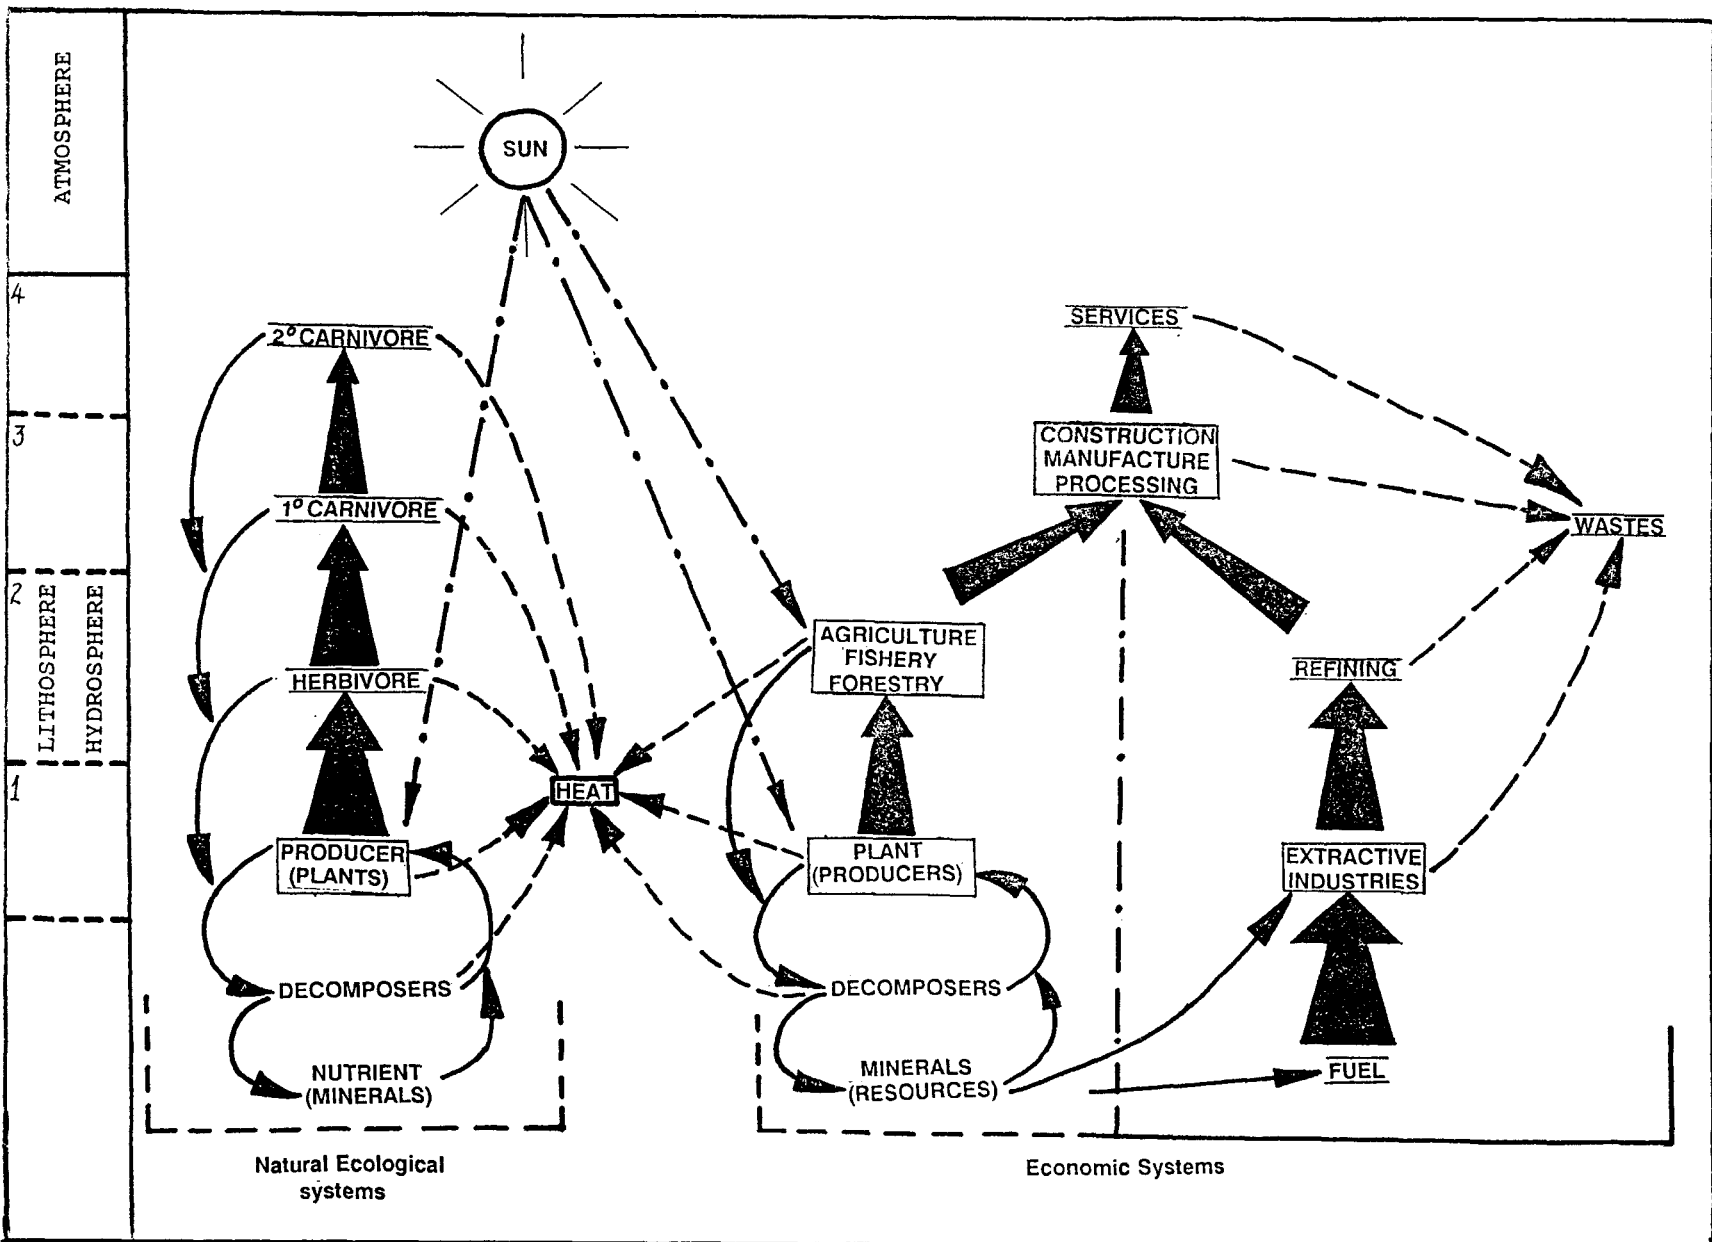 ATMOSPHERE
4
3
2
LITHOSPHERE
HYDROSPHERE
1
SUN
2º CARNIVORE
1º CARNIVORE
HERBIVORE
PRODUCER
(PLANTS)
DECOMPOSERS
NUTRIENT
(MINERALS)
Natural Ecological
systems
HEAT
AGRICULTURE
FISHERY
FORESTRY
PLANT
(PRODUCERS)
DECOMPOSERS
MINERALS
(RESOURCES)
SERVICES
CONSTRUCTION
MANUFACTURE
PROCESSING
WASTES
REFINING
EXTRACTIVE
INDUSTRIES
FUEL
Economic Systems